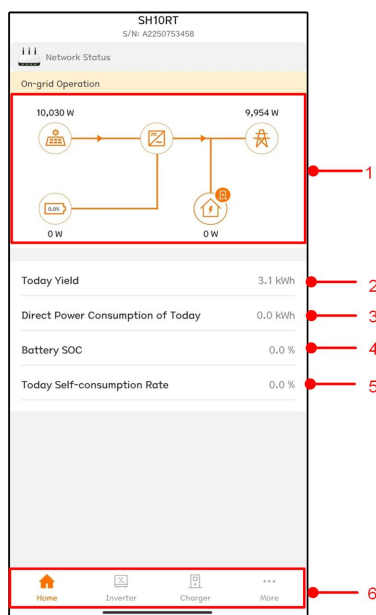 SH10RT
S/N: A2250753458
Network Status
On-grid Operation
10,030 W
9,954 W
1
0.0%
0 W
0 W
Today Yield 3.1 kWh
2
Direct Power Consumption of Today 0.0 kWh
3
Battery SOC 0.0 %
4
Today Self-consumption Rate 0.0 %
5
Home Inverter Charger More
6